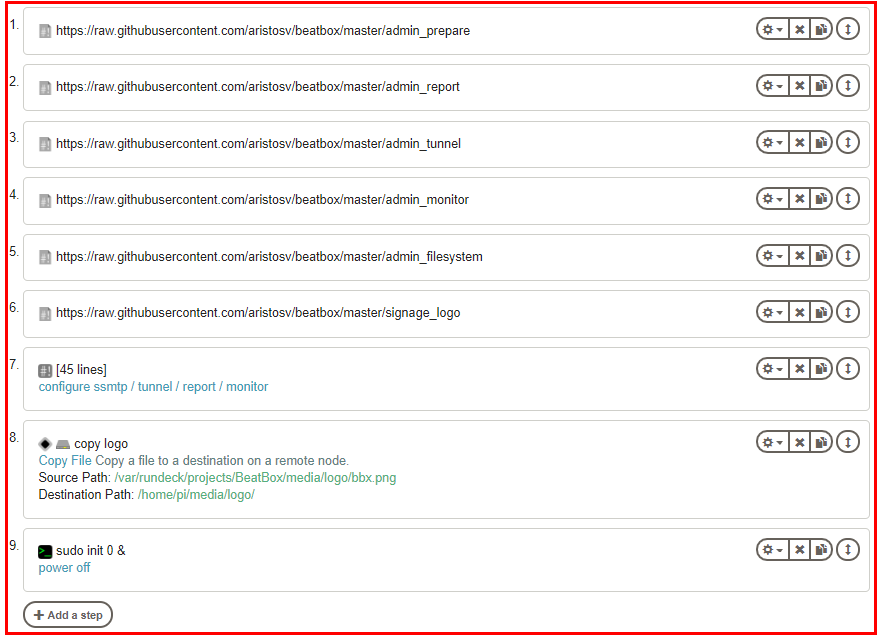 1. https://raw.githubusercontent.com/aristosv/beatbox/master/admin_prepare
2. https://raw.githubusercontent.com/aristosv/beatbox/master/admin_report
3. https://raw.githubusercontent.com/aristosv/beatbox/master/admin_tunnel
4. https://raw.githubusercontent.com/aristosv/beatbox/master/admin_monitor
5. https://raw.githubusercontent.com/aristosv/beatbox/master/admin_filesystem
6. https://raw.githubusercontent.com/aristosv/beatbox/master/signage_logo
7. #! [45 lines]
configure ssmtp / tunnel / report / monitor
8. copy logo
Copy File Copy a file to a destination on a remote node.
Source Path: /var/rundeck/projects/BeatBox/media/logo/bbx.png
Destination Path: /home/pi/media/logo/
9. >_ sudo init 0 &
power off
+ Add a step